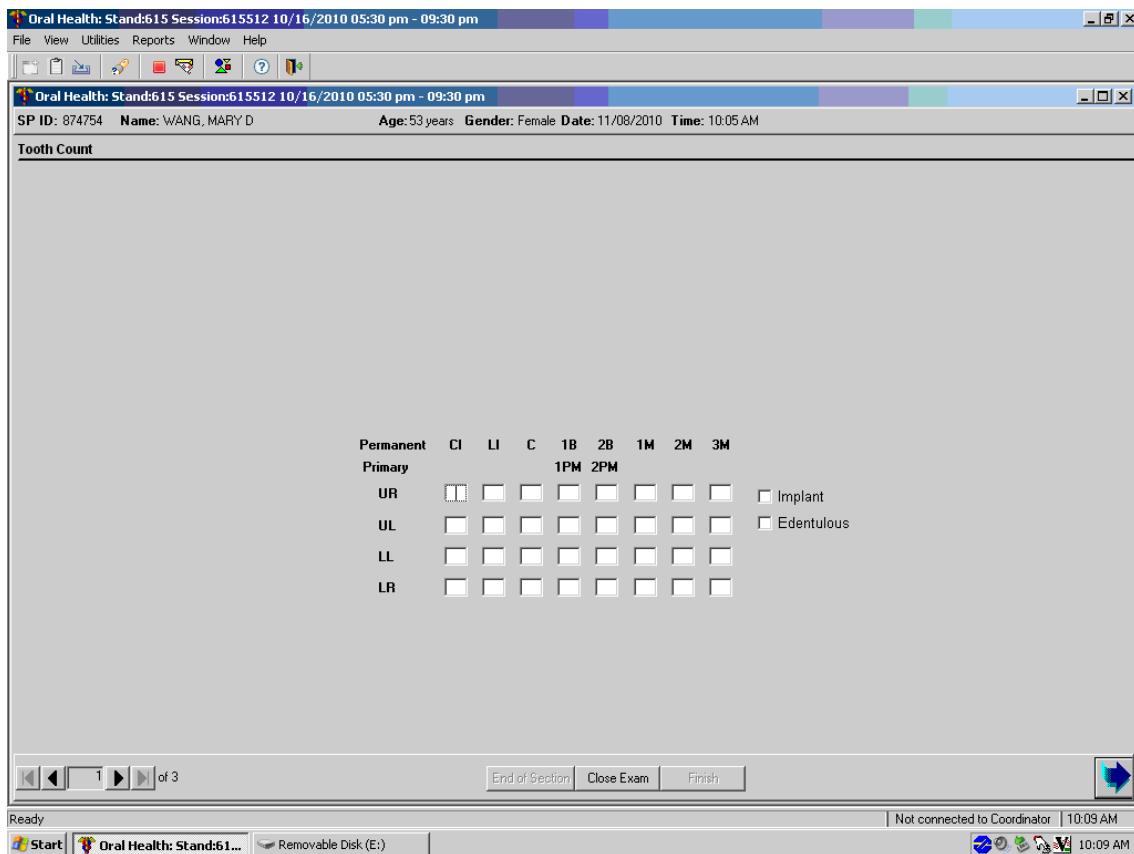 Oral Health: Stand:615 Session:615512 10/16/2010 05:30 pm - 09:30 pm
File View Utilities Reports Window Help
Oral Health: Stand:615 Session:615512 10/16/2010 05:30 pm - 09:30 pm
SP ID: 874754 Name: WANG, MARY D Age: 53 years Gender: Female Date: 11/08/2010 Time: 10:05 AM
Tooth Count
Permanent CI LI C 1B 2B 1M 2M 3M
Primary 1PM 2PM
UR Implant
UL Edentulous
LL
LR
1 of 3 End of Section Close Exam Finish
Ready Not connected to Coordinator 10:09 AM
Start Oral Health: Stand:61... Removable Disk (E:) 10:09 AM